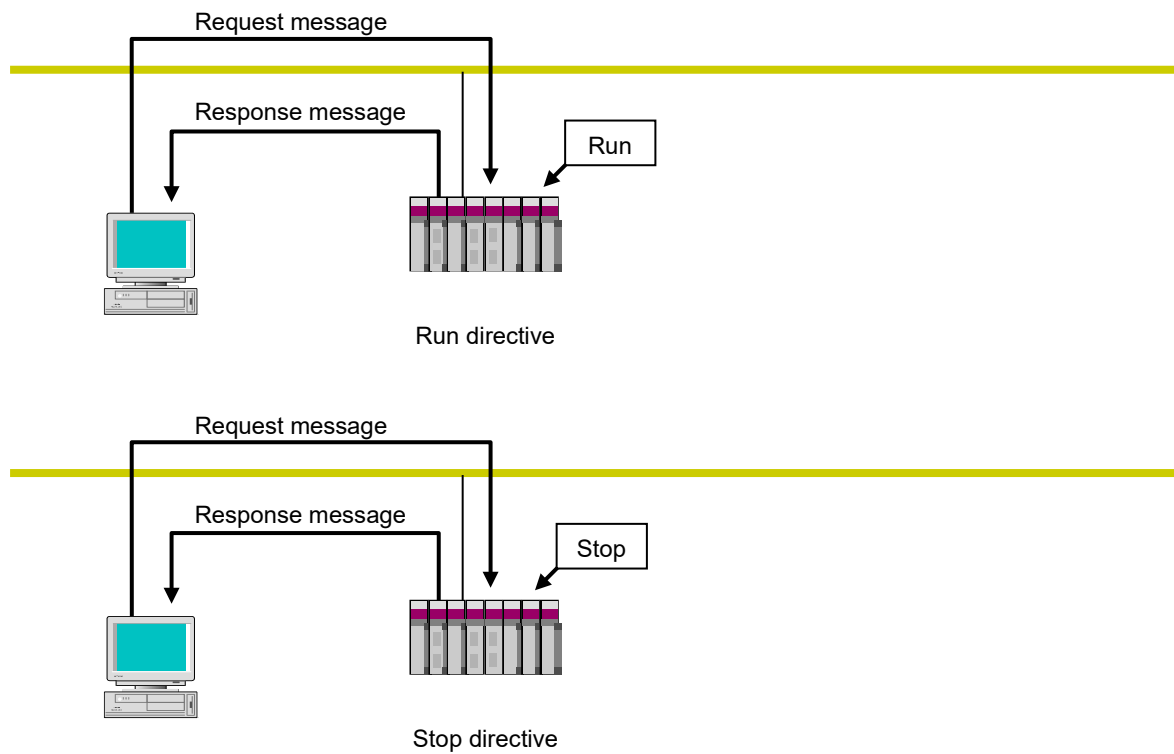 Request message
Response message
Run
Run directive
Request message
Response message
Stop
Stop directive